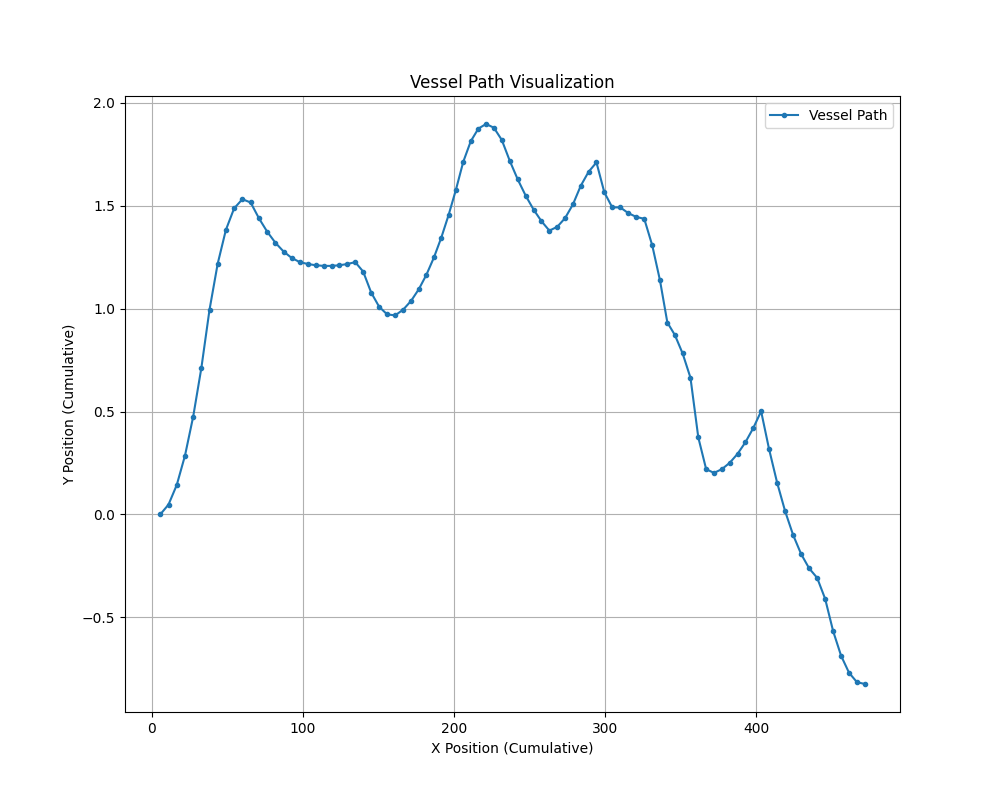 Vessel Path Visualization
Vessel Path
2.0
1.5
1.0
0.5
0.0
−0.5
Y Position (Cumulative)
0
100
200
300
400
X Position (Cumulative)